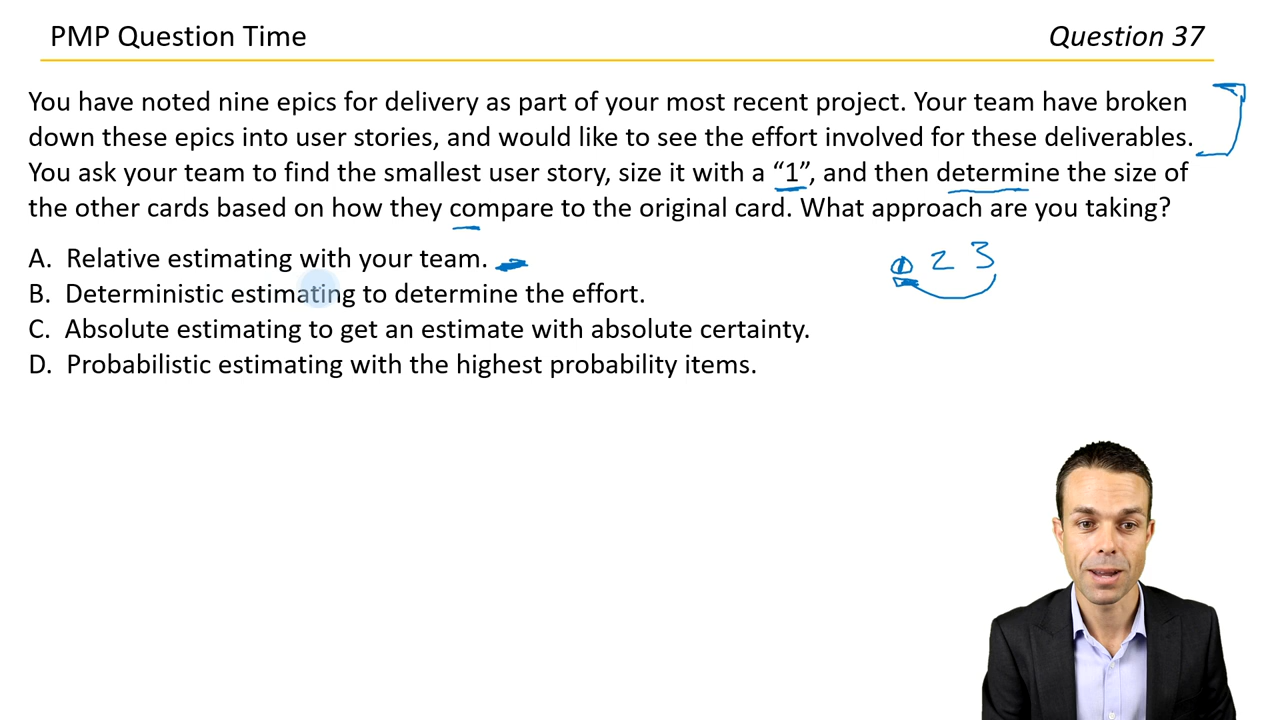 PMP Question Time
Question 37
You have noted nine epics for delivery as part of your most recent project. Your team have broken
down these epics into user stories, and would like to see the effort involved for these deliverables.
You ask your team to find the smallest user story, size it with a “1”, and then determine the size of
the other cards based on how they compare to the original card. What approach are you taking?
A. Relative estimating with your team.
1 2 3
B. Deterministic estimating to determine the effort.
C. Absolute estimating to get an estimate with absolute certainty.
D. Probabilistic estimating with the highest probability items.